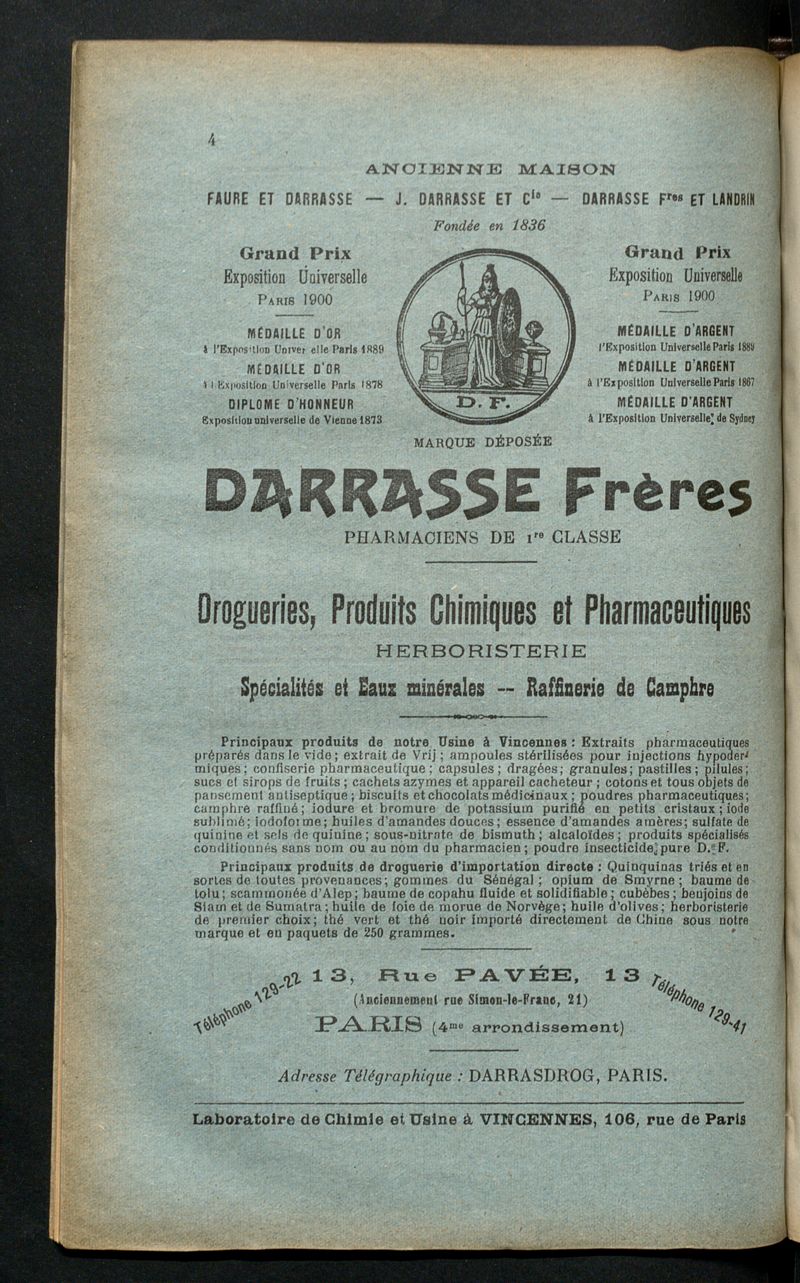 4
ANCIENNE MAISON
FAURE ET DARRASSE — J. DARRASSE ET Cie — DARRASSE Fres ET LANDRIN
Fondée en 1836
Grand Prix
Exposition Universelle
PARIS 1900
MÉDAILLE D'OR
à l'Exposition Univer elle Paris 1889
MÉDAILLE D'OR
à l'Exposition Universelle Paris 1878
DIPLOME D'HONNEUR
Exposition universelle de Vienne 1873
D. F.
MARQUE DÉPOSÉE
Grand Prix
Exposition Universelle
PARIS 1900
MÉDAILLE D'ARGENT
l'Exposition Universelle Paris 1889
MÉDAILLE D'ARGENT
à l'Exposition Universelle Paris 1867
MÉDAILLE D'ARGENT
à l'Exposition Universelle de Sydney
DARRASSE Frères
PHARMACIENS DE 1re CLASSE
Drogueries, Produits Chimiques et Pharmaceutiques
HERBORISTERIE
Spécialités et Eaux minérales -- Raffinerie de Camphre
Principaux produits de notre Usine à Vincennes : Extraits pharmaceutiques
préparés dans le vide ; extrait de Vrij ; ampoules stérilisées pour injections hypoder-
miques ; confiserie pharmaceutique ; capsules ; dragées ; granules ; pastilles ; pilules ;
sucs et sirops de fruits ; cachets azymes et appareil cacheteur ; cotons et tous objets de
pansement antiseptique ; biscuits et chocolats médicinaux ; poudres pharmaceutiques ;
camphre raffiné ; iodure et bromure de potassium purifié en petits cristaux ; iode
sublimé ; iodoforme ; huiles d'amandes douces ; essence d'amandes amères ; sulfate de
quinine et sels de quinine ; sous-nitrate de bismuth ; alcaloïdes ; produits spécialisés
conditionnés sans nom ou au nom du pharmacien ; poudre insecticide pure D. F.
Principaux produits de droguerie d'importation directe : Quinquinas triés et en
sortes de toutes provenances ; gommes du Sénégal ; opium de Smyrne ; baume de
tolu ; scammonée d'Alep ; baume de copahu fluide et solidifiable ; cubèbes ; benjoins de
Siam et de Sumatra ; huile de foie de morue de Norvège ; huile d'olives ; herboristerie
de premier choix ; thé vert et thé noir importé directement de Chine sous notre
marque et en paquets de 250 grammes.
Téléphone 129-22
13, Rue PAVÉE, 13
(Anciennement rue Simon-le-Franc, 21)
PARIS (4me arrondissement)
Téléphone 129-41
Adresse Télégraphique : DARRASDROG, PARIS.
Laboratoire de Chimie et Usine à VINCENNES, 106, rue de Paris